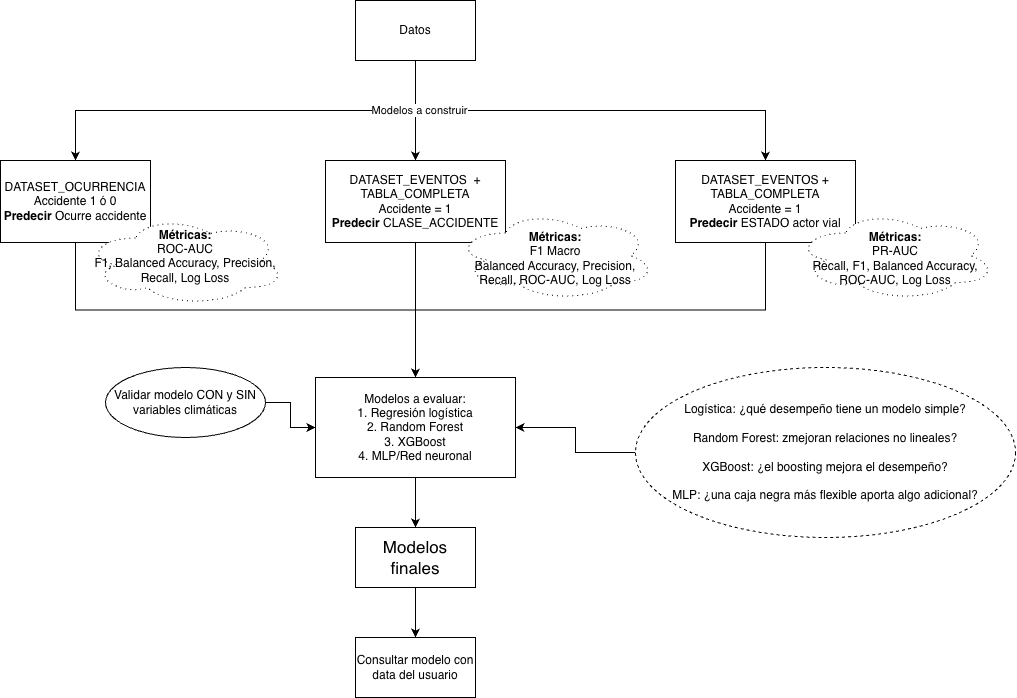 Datos
Modelos a construir
DATASET_OCURRENCIA
Accidente 1 ó 0
Predecir Ocurre accidente
Métricas:
ROC-AUC
F1, Balanced Accuracy, Precisión,
Recall, Log Loss
DATASET_EVENTOS +
TABLA_COMPLETA
Accidente = 1
Predecir CLASE_ACCIDENTE
Métricas:
F1 Macro
Balanced Accuracy, Precision,
Recall, ROC-AUC, Log Loss
DATASET_EVENTOS +
TABLA_COMPLETA
Accidente = 1
Predecir ESTADO actor vial
Métricas:
PR-AUC
Recall, F1, Balanced Accuracy,
ROC-AUC, Log Loss
Validar modelo CON y SIN
variables climáticas
Modelos a evaluar:
1. Regresión logística
2. Random Forest
3. XGBoost
4. MLP/Red neuronal
Logística: ¿qué desempeño tiene un modelo simple?
Random Forest: zmejoran relaciones no lineales?
XGBoost: ¿el boosting mejora el desempeño?
MLP: ¿una caja negra más flexible aporta algo adicional?
Modelos
finales
Consultar modelo con
data del usuario